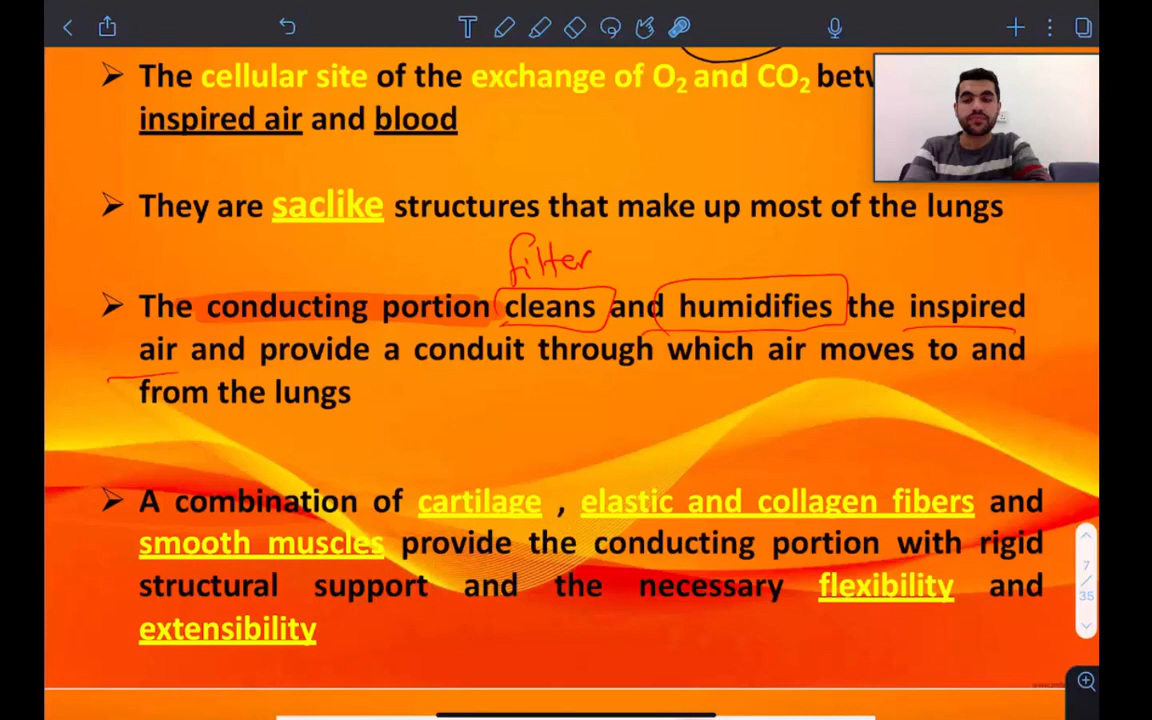 T
➢ The cellular site of the exchange of O₂ and CO₂
inspired air and blood
➢ They are saclike structures that make up most of the lungs
filter
➢ The conducting portion cleans and humidifies the inspired
air and provide a conduit through which air moves to and
from the lungs
➢ A combination of cartilage , elastic and collagen fibers and
smooth muscles provide the conducting portion with rigid
structural support and the necessary flexibility and
extensibility
7
/
35